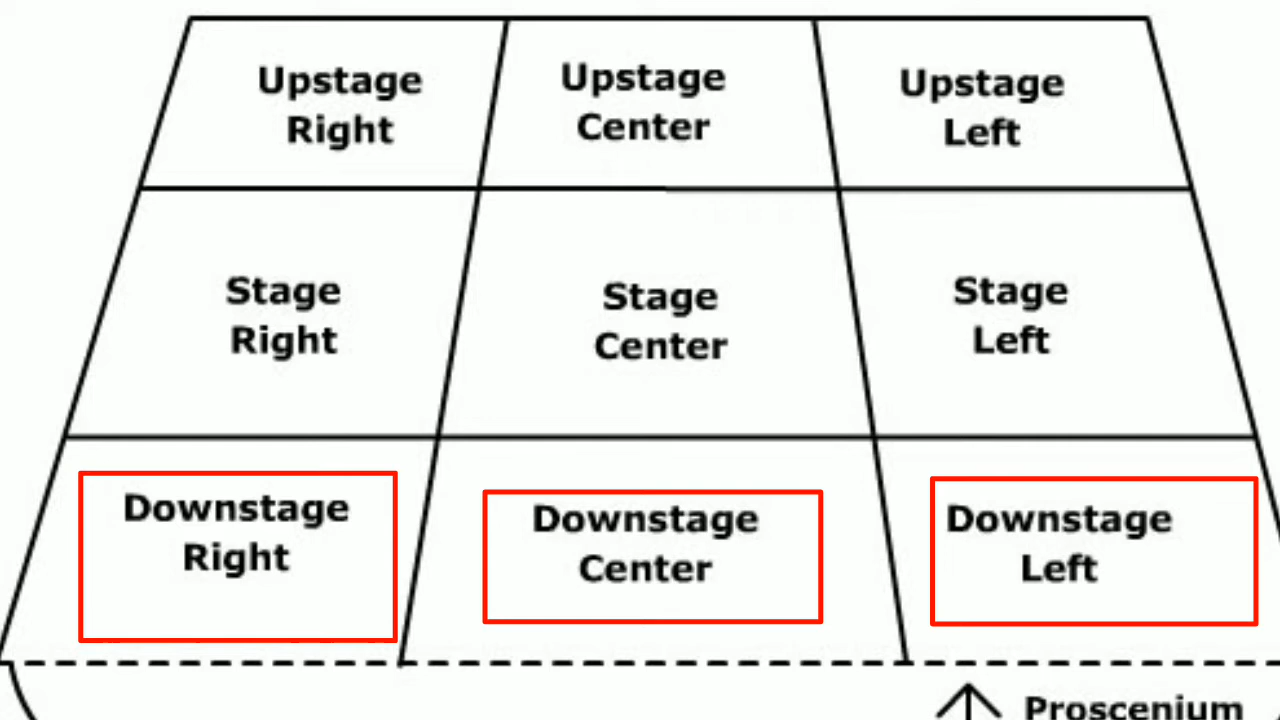 Upstage
Right
Upstage
Center
Upstage
Left
Stage
Right
Stage
Center
Stage
Left
Downstage
Right
Downstage
Center
Downstage
Left
Proscenium